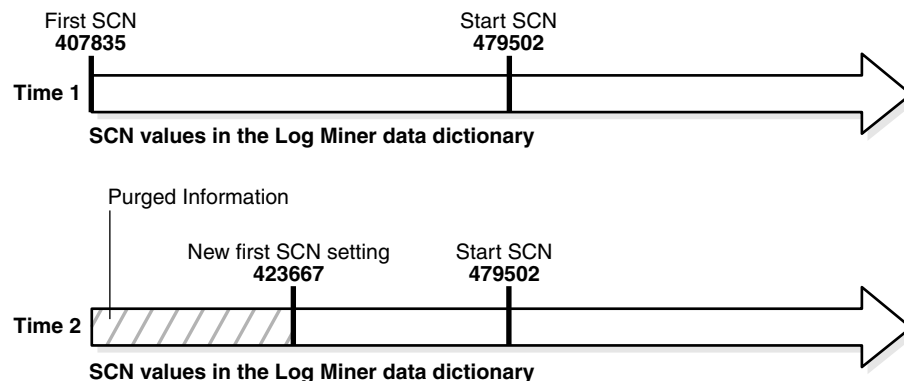 First SCN
407835
Start SCN
479502
Time 1
SCN values in the Log Miner data dictionary
Purged Information
New first SCN setting
423667
Start SCN
479502
Time 2
SCN values in the Log Miner data dictionary